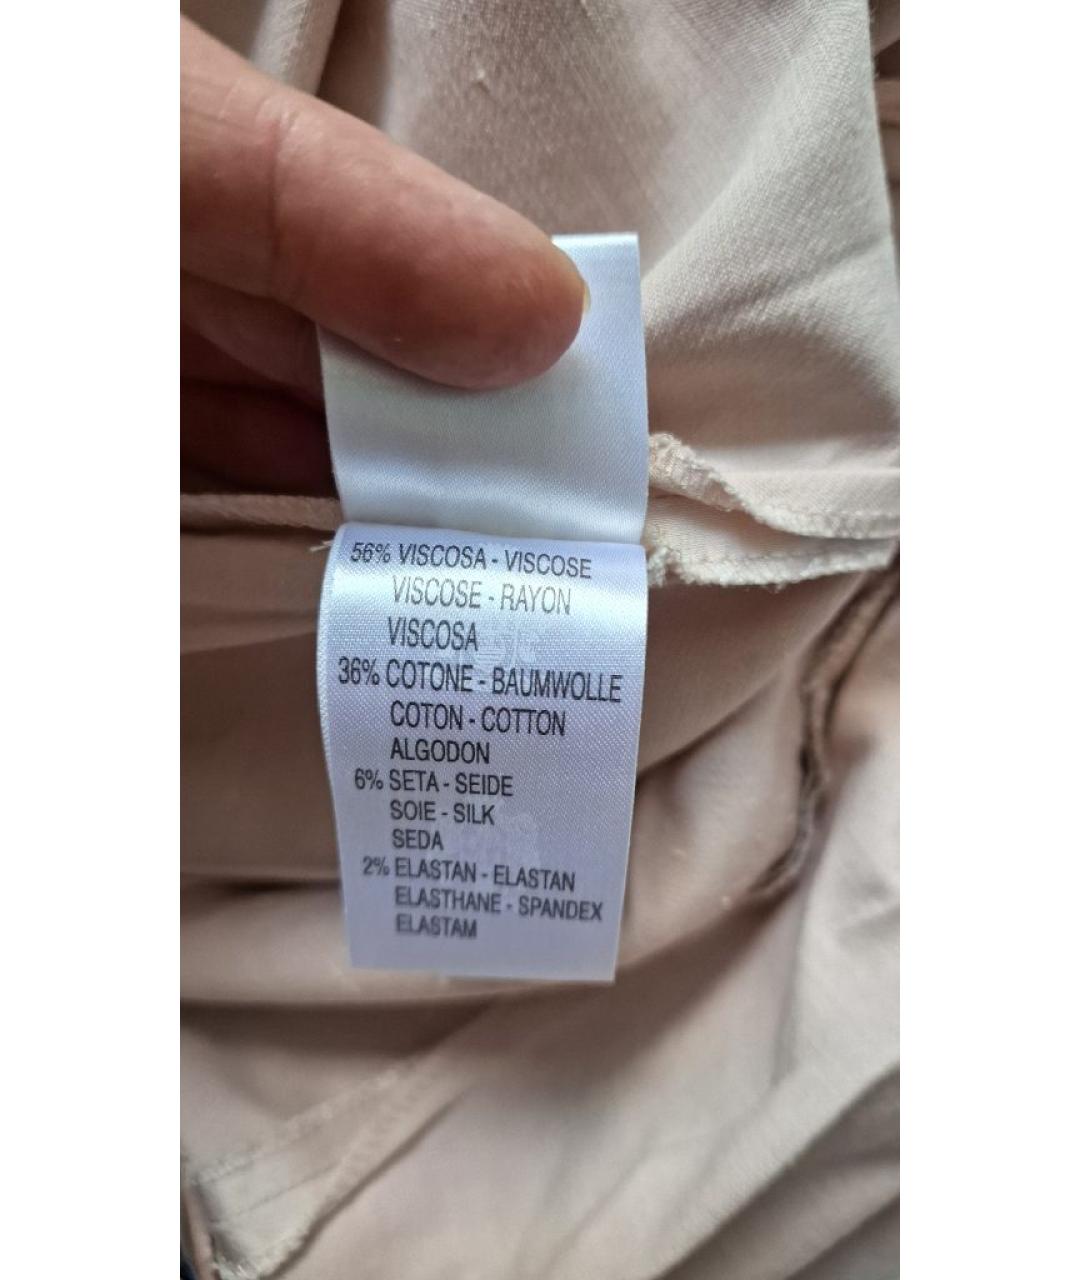 56% VISCOSA - VISCOSE
VISCOSE - RAYON
VISCOSA
36% COTONE - BAUMWOLLE
COTON - COTTON
ALGODON
6% SETA - SEIDE
SOIE - SILK
SEDA
2% ELASTAN - ELASTAN
ELASTHANE - SPANDEX
ELASTAM